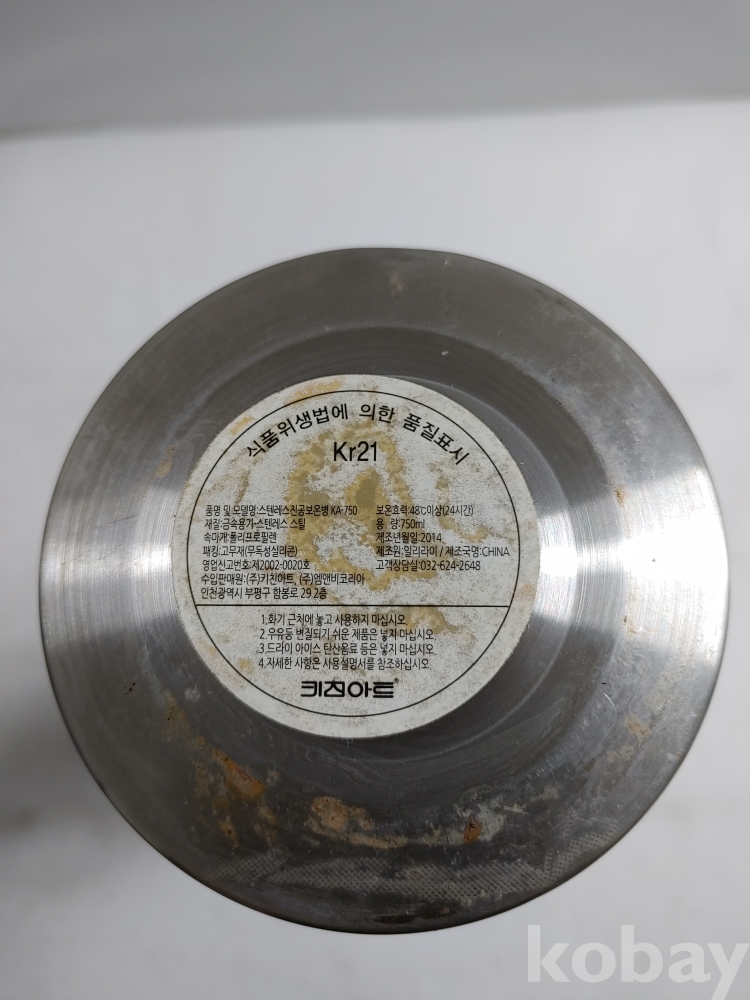 식품위생법에 의한 품질표시
Kr21
품명 및 모델명:스텐레스진공보온병 KA-750
재질:금속용기-스텐레스 스틸
속마개:폴리프로필렌
패킹:고무재(무독성실리콘)
영업신고번호:제2002-0020호
수입판매원:(주)키친아트, (주)엠앤비코리아
인천광역시 부평구 함봉로 29 2층
보온효력:48℃이상(24시간)
용 량:750ml
제조년월일:2014
제조원:일리라이 / 제조국명:CHINA
고객상담실:032-624-2648
1.화기 근처에 놓고 사용하지 마십시오.
2.우유등 변질되기 쉬운 제품은 넣지 마십시오.
3.드라이 아이스 탄산음료 등은 넣지 마십시오.
4.자세한 사항은 사용설명서를 참조하십시오.
키친아트®
kobay